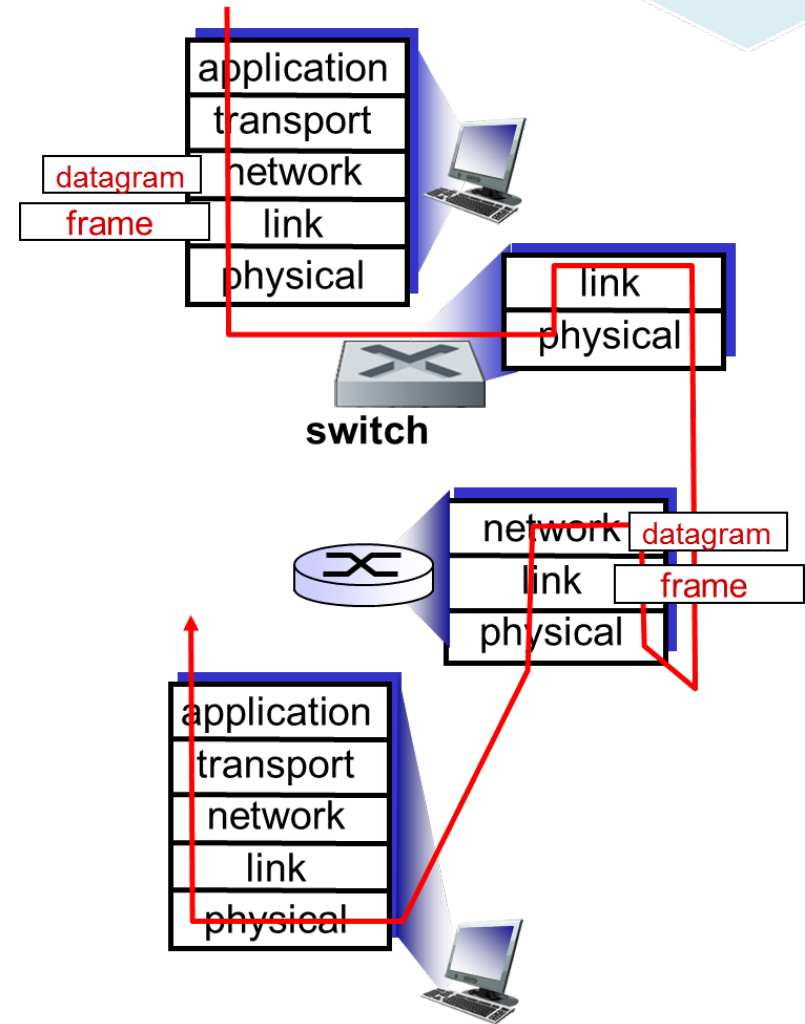 application
transport
datagram network
frame link
physical
link
physical
switch
network datagram
link frame
physical
application
transport
network
link
physical